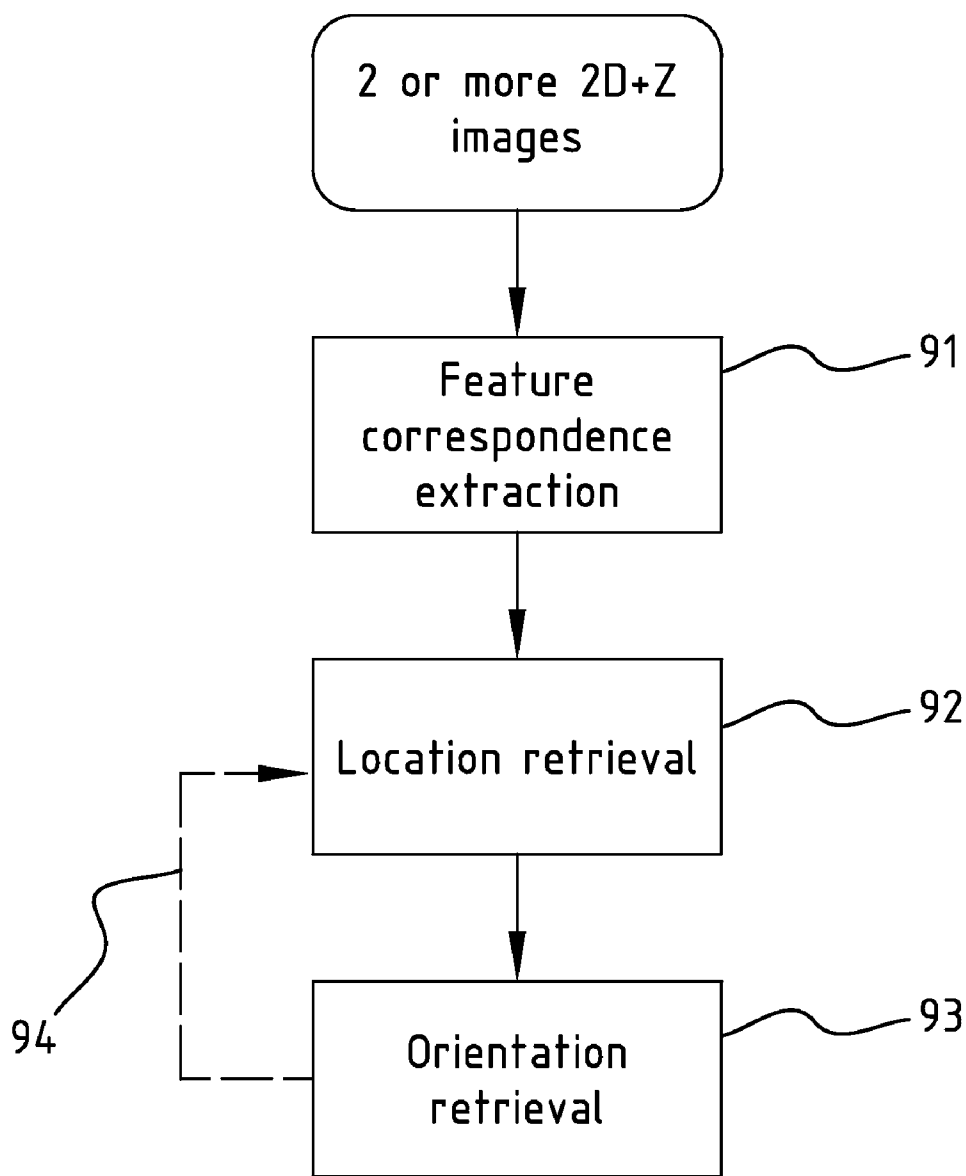 2 or more 2D+Z
images
91
Feature
correspondence
extraction
92
Location retrieval
94
93
Orientation
retrieval